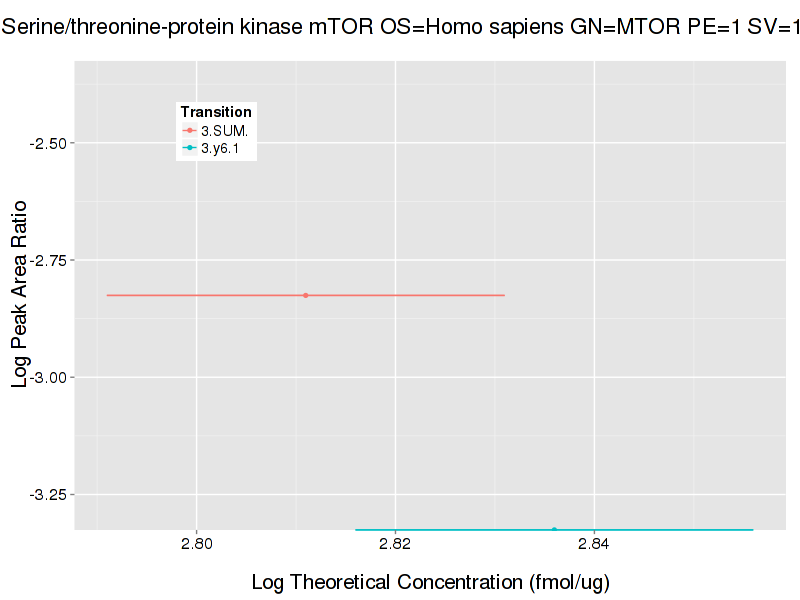 Serine/threonine-protein kinase mTOR OS=Homo sapiens GN=MTOR PE=1 SV=1
Transition
3.SUM.
3.y6.1
-2.50
-2.75
-3.00
-3.25
Log Peak Area Ratio
2.80
2.82
2.84
Log Theoretical Concentration (fmol/ug)